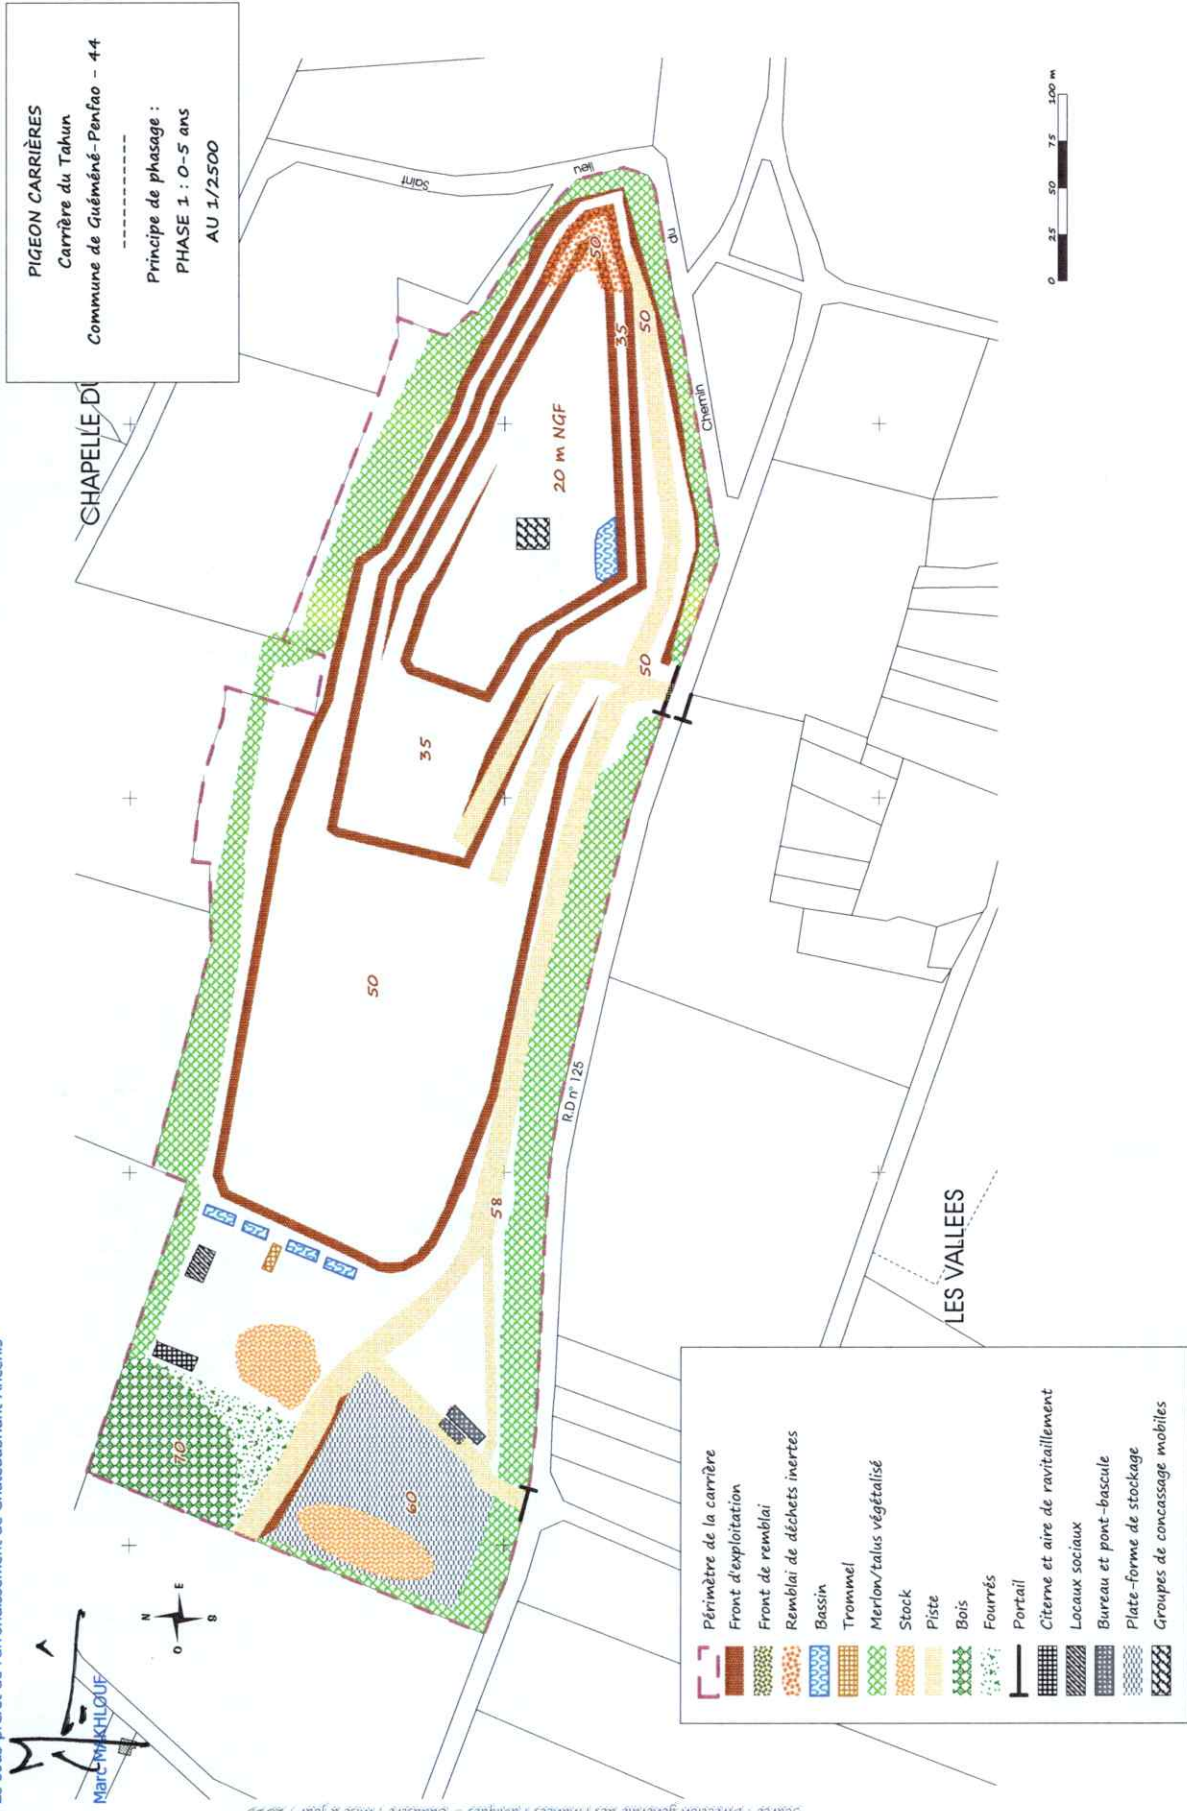 PIGEON CARRIÈRES
Carrière du Tahun
Commune de Guéméné-Penfao - 44
-----------
Principe de phasage :
PHASE 1 : 0-5 ans
AU 1/2500
CHAPELLE DU
Marc MAKHLOUF
N
O
E
S
70
60
58
50
35
20 m NGF
50
35
50
50
R.D n° 125
Chemin
du
lieu
Saint
LES VALLEES
0
25
50
75
100 m
Périmètre de la carrière
Front d'exploitation
Front de remblai
Remblai de déchets inertes
Bassin
Trommel
Merlon/talus végétalisé
Stock
Piste
Bois
Fourrés
Portail
Citerne et aire de ravitaillement
Locaux sociaux
Bureau et pont-bascule
Plate-forme de stockage
Groupes de concassage mobiles